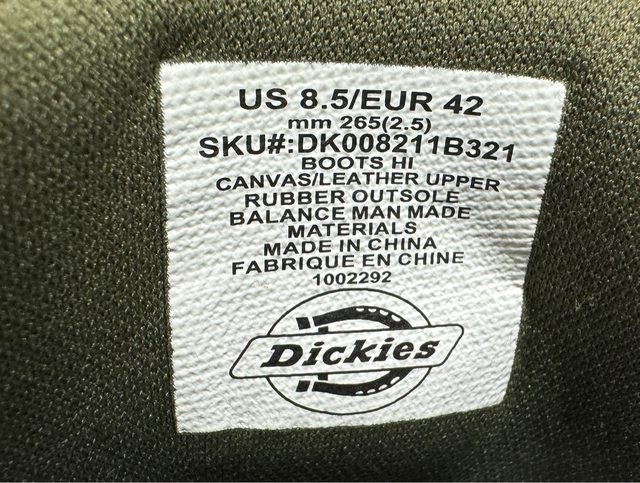 US 8.5/EUR 42
mm 265(2.5)
SKU#:DK008211B321
BOOTS HI
CANVAS/LEATHER UPPER
RUBBER OUTSOLE
BALANCE MAN MADE
MATERIALS
MADE IN CHINA
FABRIQUE EN CHINE
1002292
Dickies